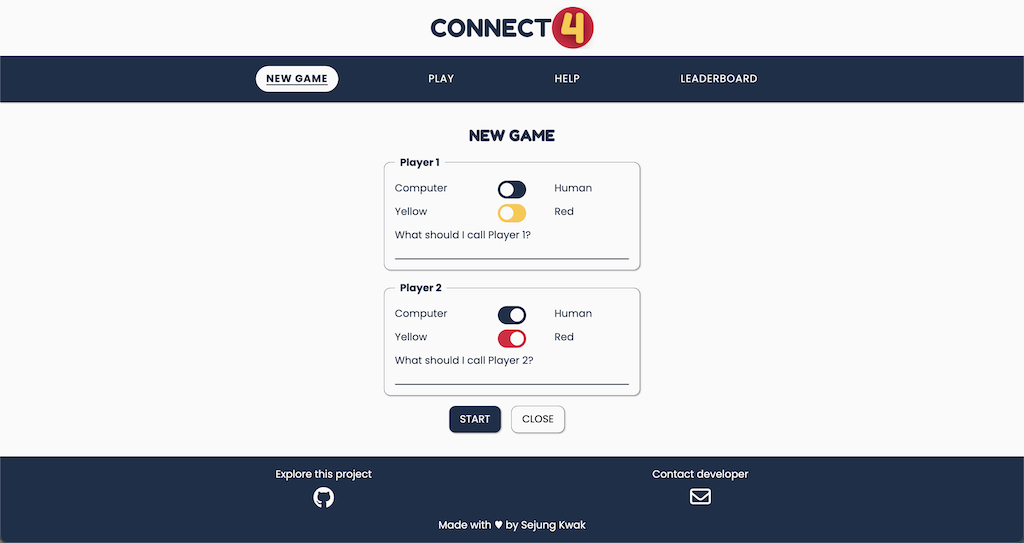 CONNECT 4
NEW GAME PLAY HELP LEADERBOARD
NEW GAME
Player 1
Computer Human
Yellow Red
What should I call Player 1?
Player 2
Computer Human
Yellow Red
What should I call Player 2?
START CLOSE
Explore this project Contact developer
Made with ♥ by Sejung Kwak